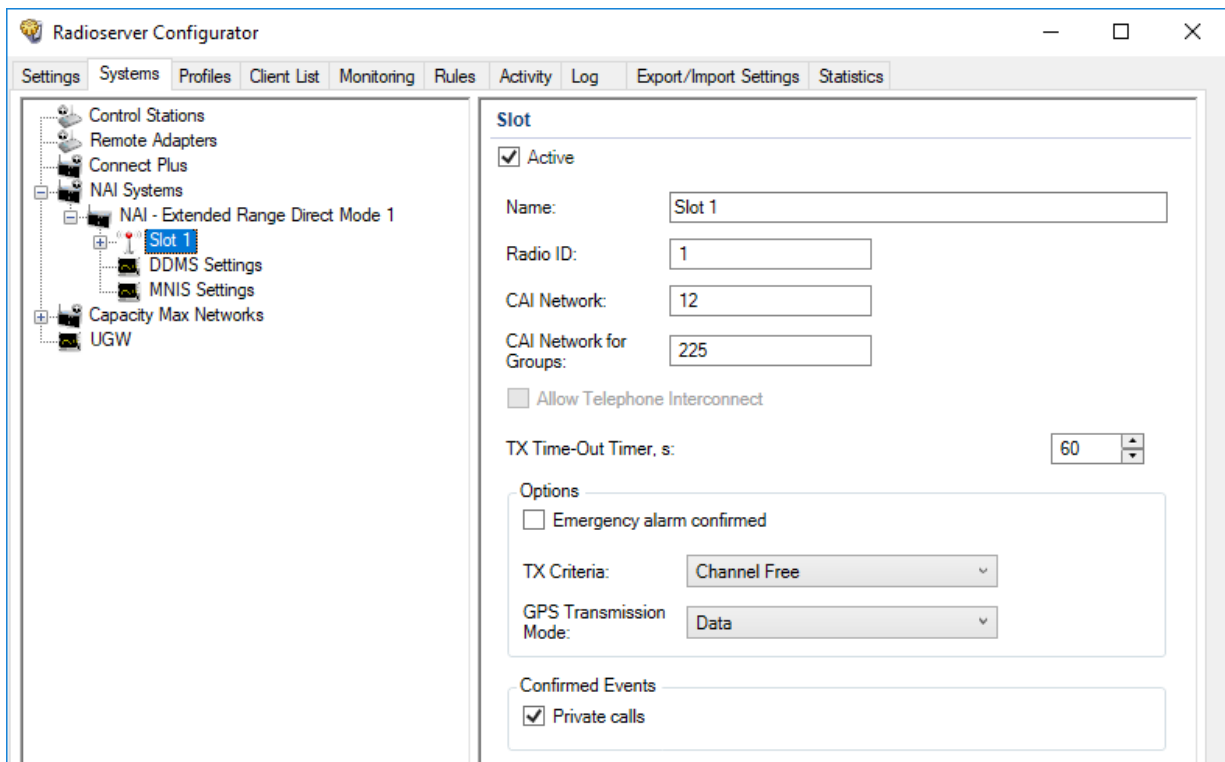 Radioserver Configurator
Settings Systems Profiles Client List Monitoring Rules Activity Log Export/Import Settings Statistics
Control Stations
Remote Adapters
Connect Plus
NAI Systems
NAI - Extended Range Direct Mode 1
Slot 1
DDMS Settings
MNIS Settings
Capacity Max Networks
UGW
Slot
Active
Name: Slot 1
Radio ID: 1
CAI Network: 12
CAI Network for
Groups: 225
Allow Telephone Interconnect
TX Time-Out Timer, s: 60
Options
Emergency alarm confirmed
TX Criteria: Channel Free
GPS Transmission
Mode: Data
Confirmed Events
Private calls